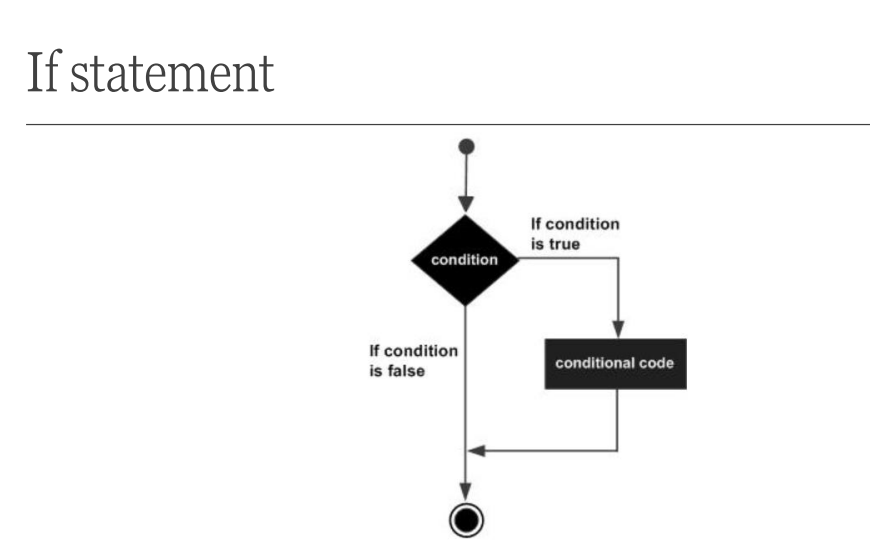 If statement
If condition
is true
condition
If condition
is false
conditional code